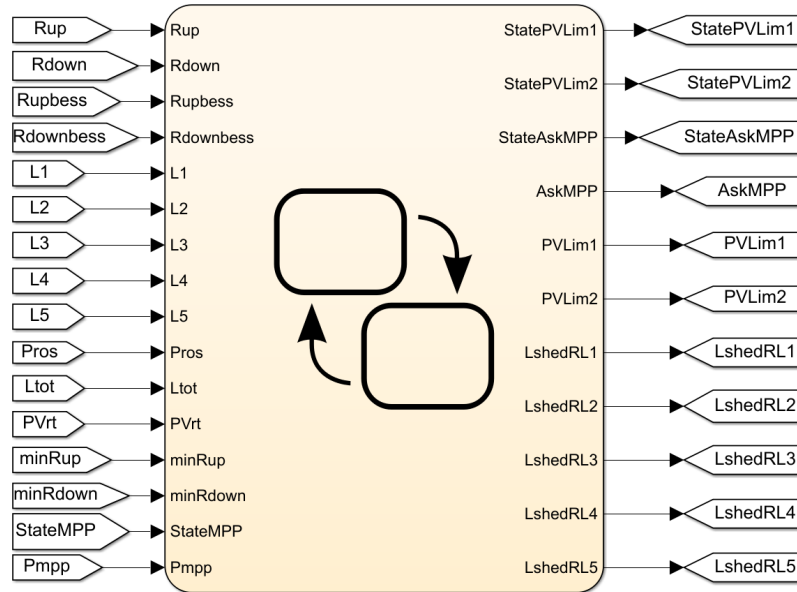 Rup
Rdown
Rupbess
Rdownbess
L1
L2
L3
L4
L5
Pros
Ltot
PVrt
minRup
minRdown
StateMPP
Pmpp
Rup
Rdown
Rupbess
Rdownbess
L1
L2
L3
L4
L5
Pros
Ltot
PVrt
minRup
minRdown
StateMPP
Pmpp
StatePVLim1
StatePVLim2
StateAskMPP
AskMPP
PVLim1
PVLim2
LshedRL1
LshedRL2
LshedRL3
LshedRL4
LshedRL5
StatePVLim1
StatePVLim2
StateAskMPP
AskMPP
PVLim1
PVLim2
LshedRL1
LshedRL2
LshedRL3
LshedRL4
LshedRL5